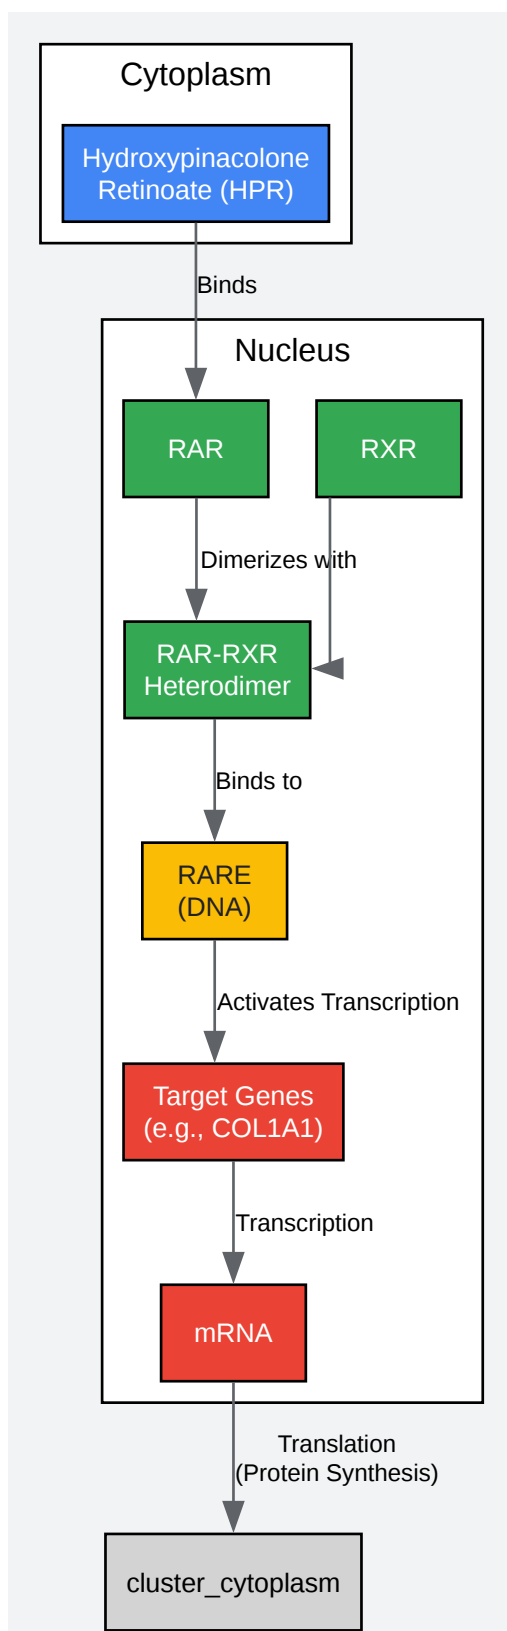 Cytoplasm
Hydroxypinacolone
Retinoate (HPR)
Binds
Nucleus
RAR
RXR
Dimerizes with
RAR-RXR
Heterodimer
Binds to
RARE
(DNA)
Activates Transcription
Target Genes
(e.g., COL1A1)
Transcription
mRNA
Translation
(Protein Synthesis)
cluster_cytoplasm